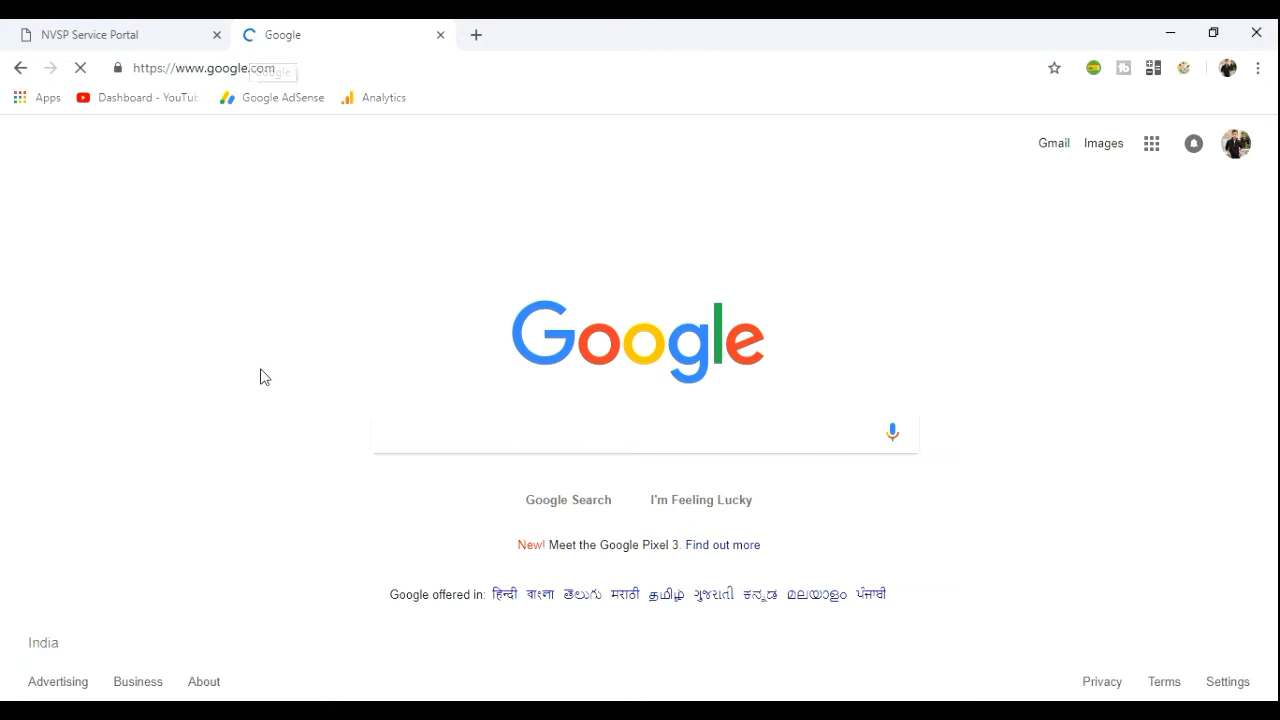 NVSP Service Portal
Google
https://www.google.com
Google
Apps
Dashboard - YouTu
Google AdSense
Analytics
Gmail
Images
Google
Google Search
I'm Feeling Lucky
New! Meet the Google Pixel 3. Find out more
Google offered in: हिन्दी বাংলা తెలుగు मराठी தமிழ் ગુજરાતી ಕನ್ನಡ മലയാളം ਪੰਜਾਬੀ
India
Advertising
Business
About
Privacy
Terms
Settings